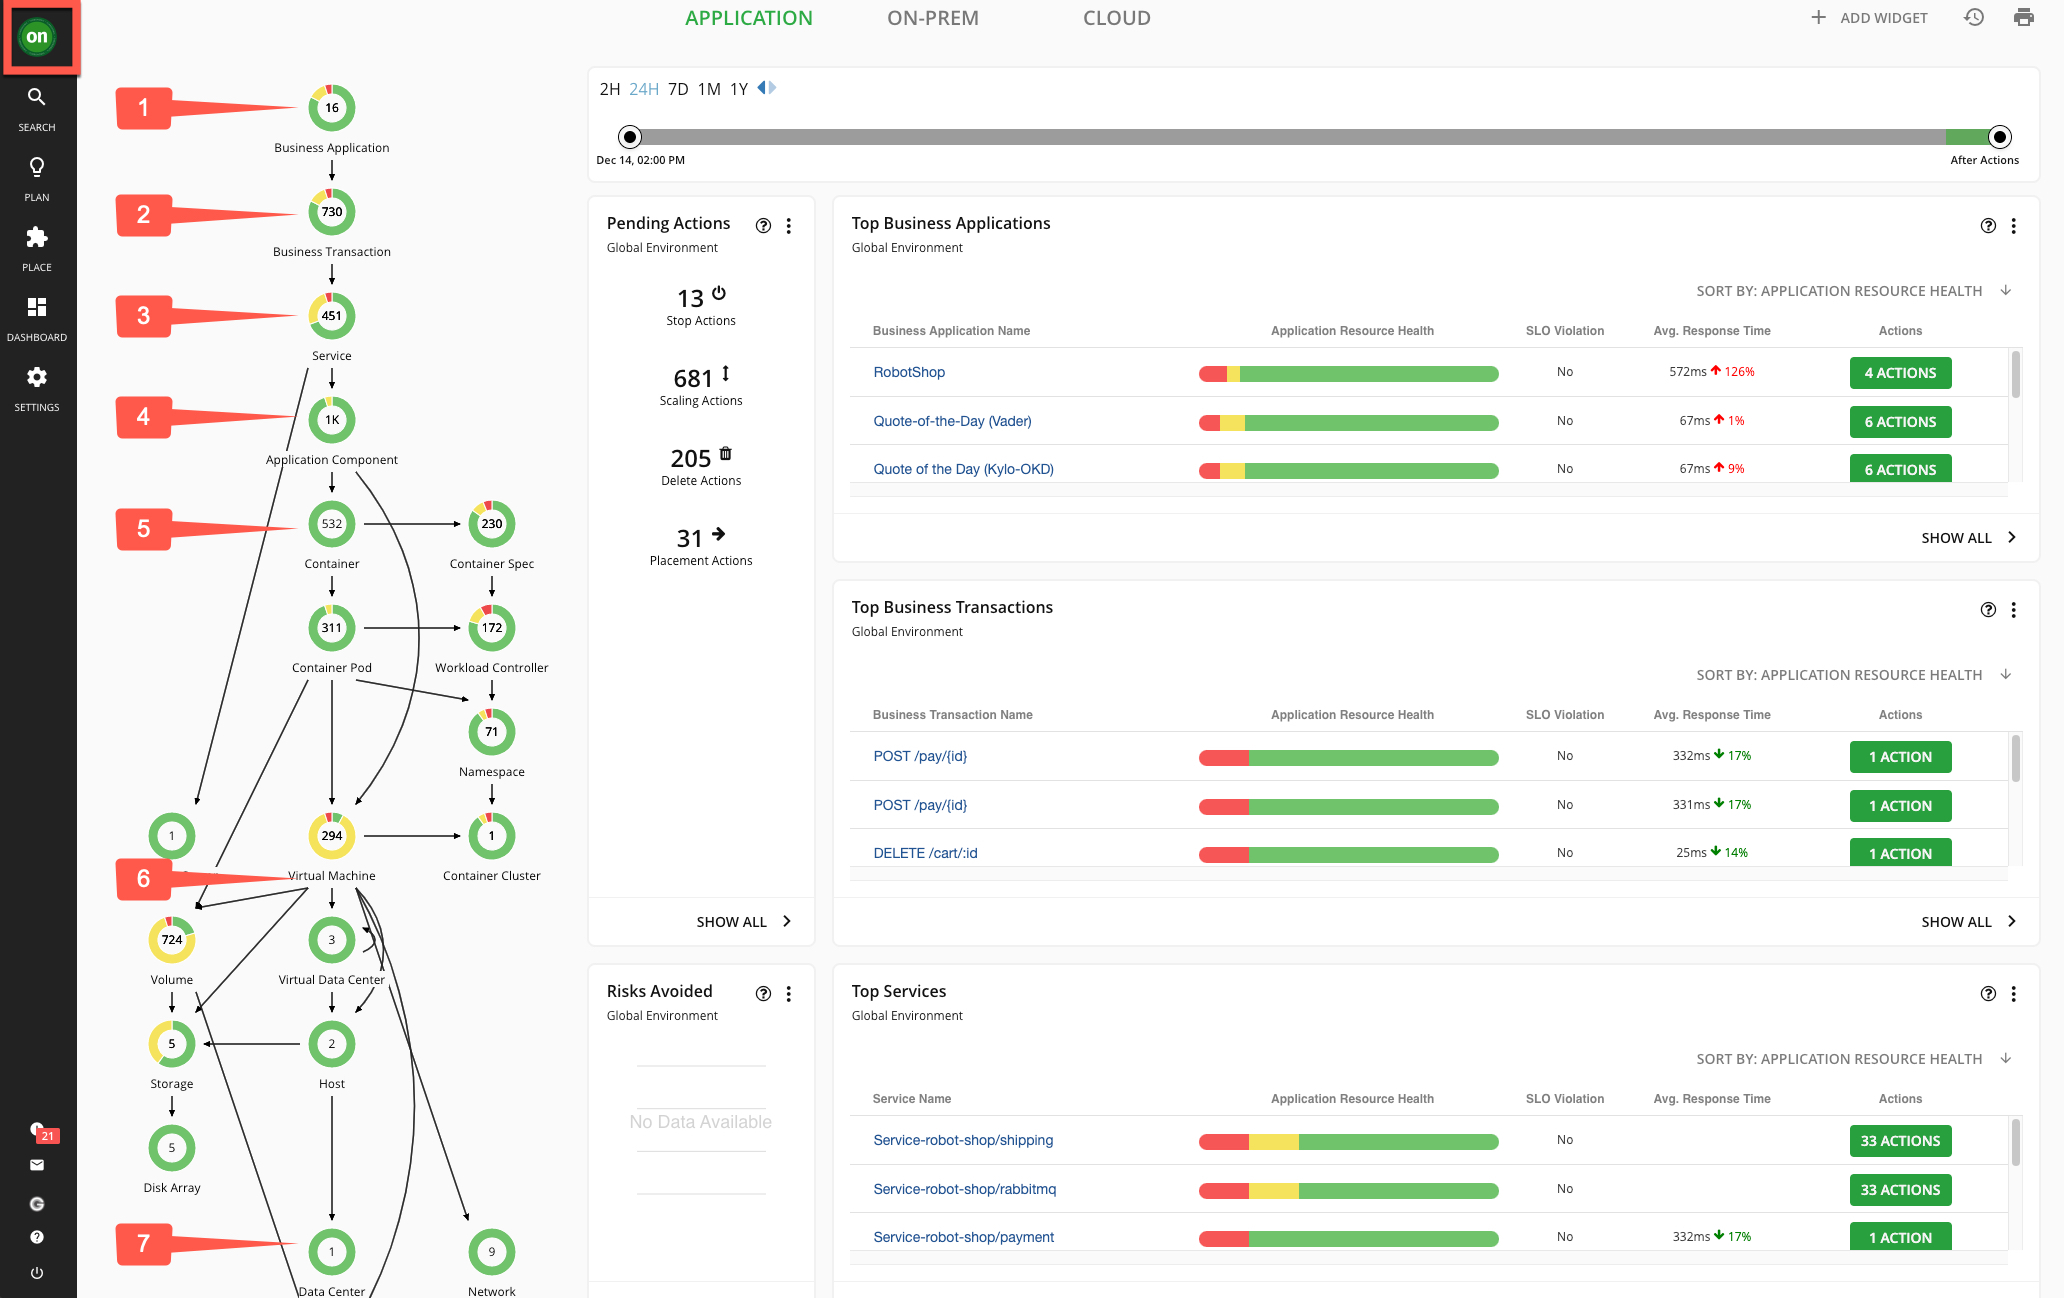 on
SEARCH
PLAN
PLACE
DASHBOARD
SETTINGS
21
G
?
APPLICATION
ON-PREM
CLOUD
+ ADD WIDGET
1
16
Business Application
2
730
Business Transaction
3
451
Service
4
1K
Application Component
5
532
Container
230
Container Spec
311
Container Pod
172
Workload Controller
71
Namespace
1
294
Virtual Machine
1
Container Cluster
6
724
Volume
3
Virtual Data Center
5
Storage
2
Host
5
Disk Array
7
1
Data Center
9
Network
2H 24H 7D 1M 1Y
Dec 14, 02:00 PM
After Actions
Pending Actions
Global Environment
13
Stop Actions
681
Scaling Actions
205
Delete Actions
31
Placement Actions
SHOW ALL
Top Business Applications
Global Environment
SORT BY: APPLICATION RESOURCE HEALTH
Business Application Name Application Resource Health SLO Violation Avg. Response Time Actions
RobotShop No 572ms 126% 4 ACTIONS
Quote-of-the-Day (Vader) No 67ms 1% 6 ACTIONS
Quote of the Day (Kylo-OKD) No 67ms 9% 6 ACTIONS
SHOW ALL
Top Business Transactions
Global Environment
SORT BY: APPLICATION RESOURCE HEALTH
Business Transaction Name Application Resource Health SLO Violation Avg. Response Time Actions
POST /pay/{id} No 332ms 17% 1 ACTION
POST /pay/{id} No 331ms 17% 1 ACTION
DELETE /cart/:id No 25ms 14% 1 ACTION
SHOW ALL
Risks Avoided
Global Environment
No Data Available
Top Services
Global Environment
SORT BY: APPLICATION RESOURCE HEALTH
Service Name Application Resource Health SLO Violation Avg. Response Time Actions
Service-robot-shop/shipping No 33 ACTIONS
Service-robot-shop/rabbitmq No 33 ACTIONS
Service-robot-shop/payment No 332ms 17% 1 ACTION